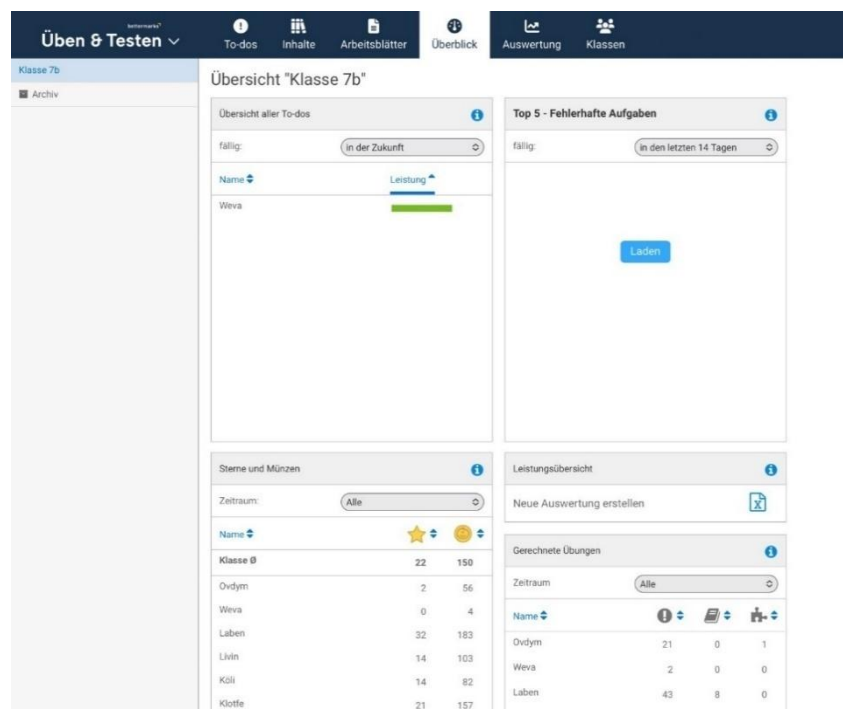 bettermarks
Üben & Testen
To-dos
Inhalte
Arbeitsblätter
Überblick
Auswertung
Klassen
Klasse 7b
Archiv
Übersicht "Klasse 7b"
Übersicht aller To-dos
fällig: in der Zukunft
Name Leistung
Weva
Top 5 - Fehlerhafte Aufgaben
fällig: in den letzten 14 Tagen
Laden
Sterne und Münzen
Zeitraum: Alle
Name
Klasse Ø 22 150
Ovdym 2 56
Weva 0 4
Laben 32 183
Livin 14 103
Köli 14 82
Klotfe 21 157
Leistungsübersicht
Neue Auswertung erstellen
Gerechnete Übungen
Zeitraum Alle
Name
Ovdym 21 0 1
Weva 2 0 0
Laben 43 8 0